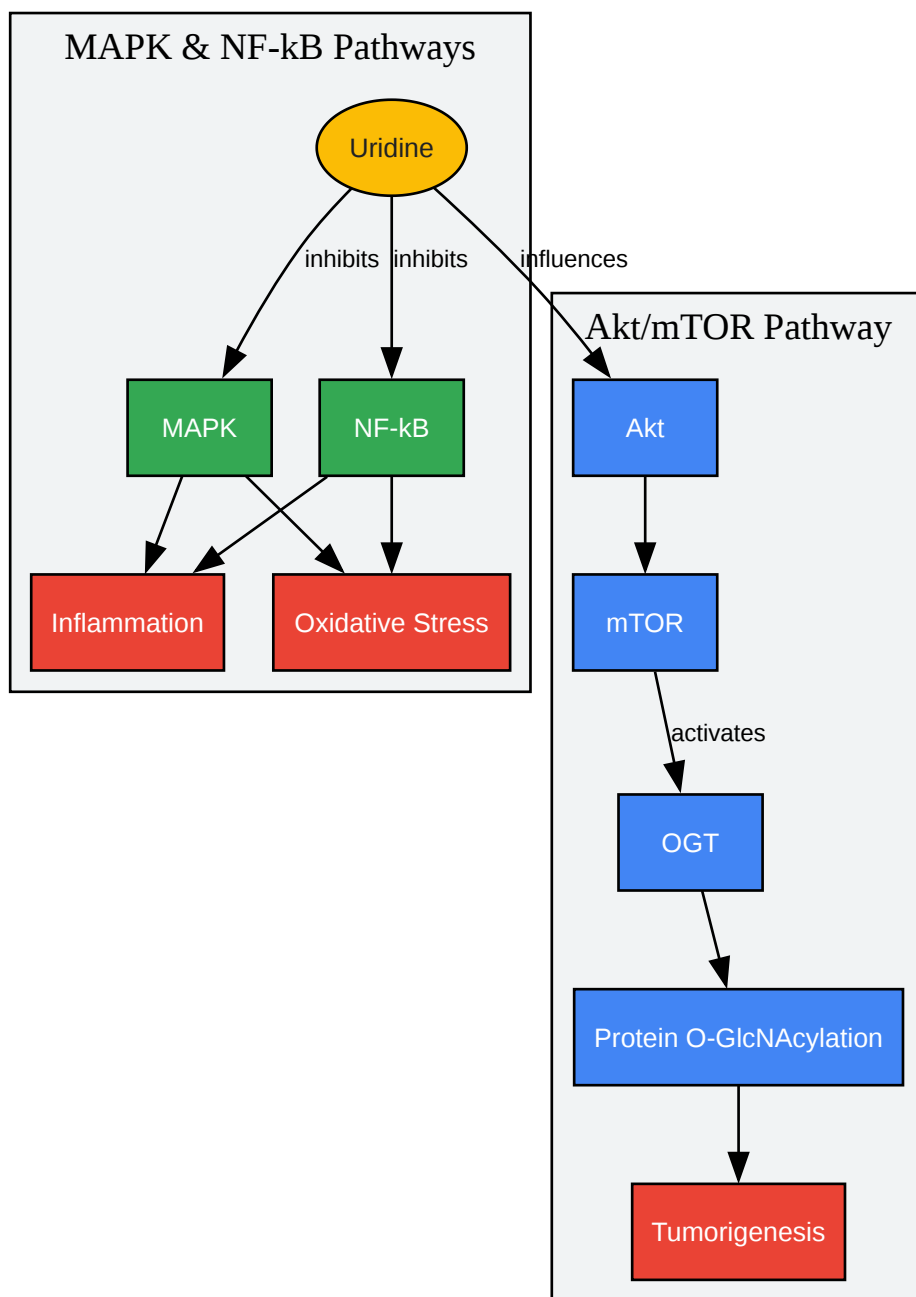 MAPK & NF-kB Pathways
Uridine
inhibits
inhibits
influences
Akt/mTOR Pathway
MAPK
NF-kB
Akt
Inflammation
Oxidative Stress
mTOR
activates
OGT
Protein O-GlcNAcylation
Tumorigenesis